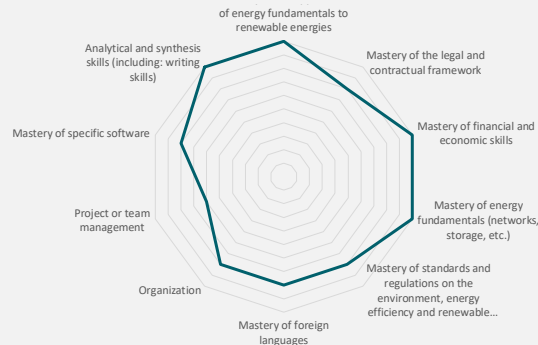 of energy fundamentals to
renewable energies
Mastery of the legal and
contractual framework
Mastery of financial and
economic skills
Mastery of energy
fundamentals (networks,
storage, etc.)
Mastery of standards and
regulations on the
environment, energy
efficiency and renewable...
Mastery of foreign
languages
Organization
Project or team
management
Mastery of specific software
Analytical and synthesis
skills (including: writing
skills)